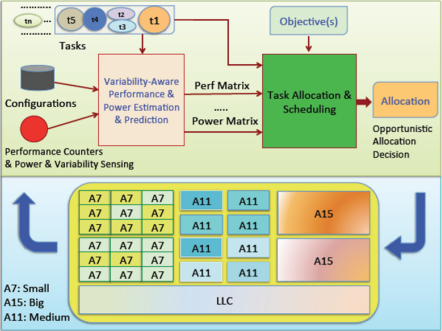 ............
tn
............
t5
t4
t2
t3
t1
Objective(s)
Tasks
Configurations
Performance Counters
& Power & Variability Sensing
Variability-Aware
Performance &
Power Estimation
& Prediction
Perf Matrix
.....
Power Matrix
Task Allocation &
Scheduling
Allocation
Opportunistic
Allocation
Decision
A7 A7 A7
A7 A7 A7
A7 A7 A7
A7 A7 A7
A7 A7 A7
A7 A7 A7
A11 A11
A11 A11
A11 A11
A11 A11
A15
A15
LLC
A7: Small
A15: Big
A11: Medium